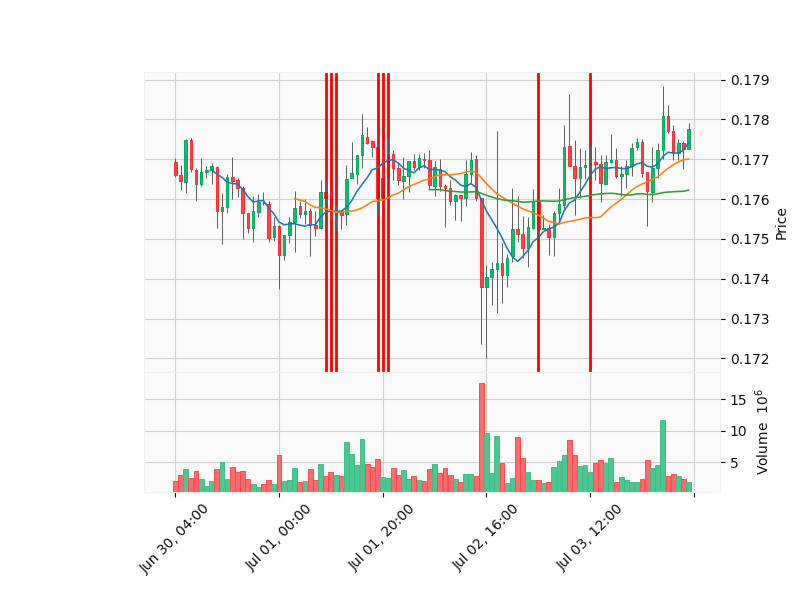 0.179
0.178
0.177
0.176
0.175
0.174
0.173
0.172
Price
15
10
5
Volume 10⁶
Jun 30, 04:00
Jul 01, 00:00
Jul 01, 20:00
Jul 02, 16:00
Jul 03, 12:00